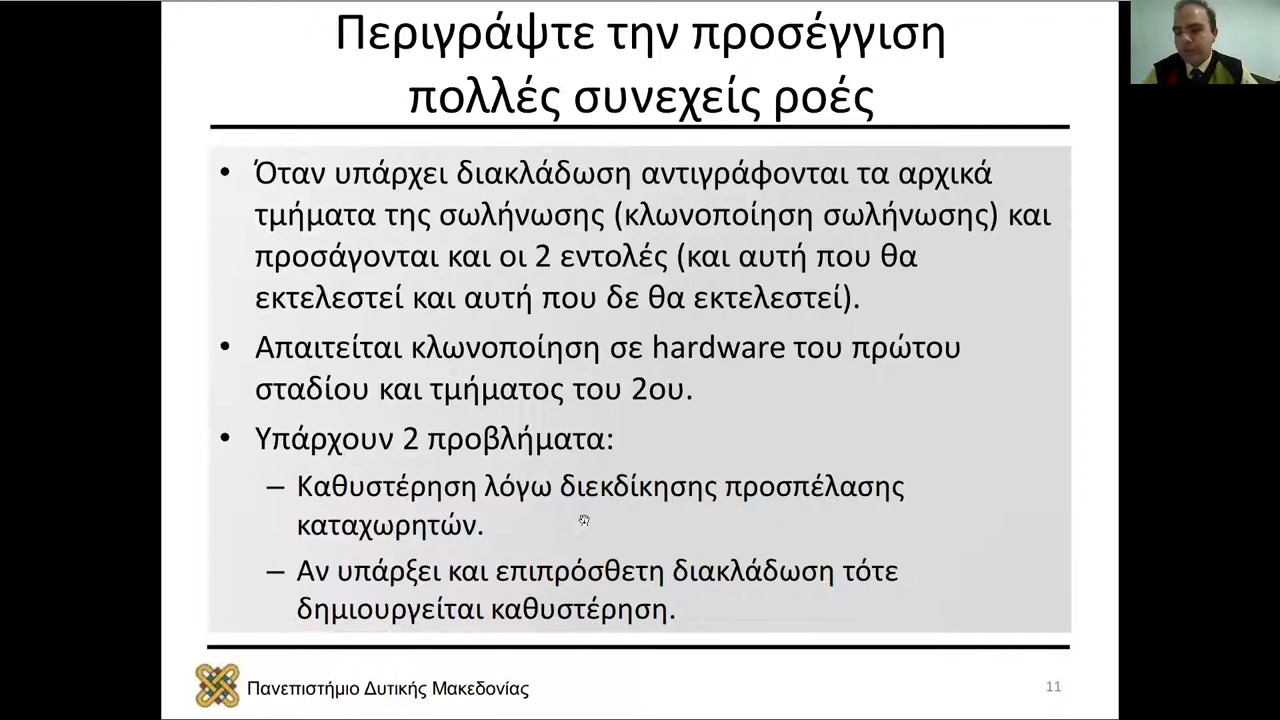 Περιγράψτε την προσέγγιση
πολλές συνεχείς ροές
• Όταν υπάρχει διακλάδωση αντιγράφονται τα αρχικά
τμήματα της σωλήνωσης (κλωνοποίηση σωλήνωσης) και
προσάγονται και οι 2 εντολές (και αυτή που θα
εκτελεστεί και αυτή που δε θα εκτελεστεί).
• Απαιτείται κλωνοποίηση σε hardware του πρώτου
σταδίου και τμήματος του 2ου.
• Υπάρχουν 2 προβλήματα:
– Καθυστέρηση λόγω διεκδίκησης προσπέλασης
καταχωρητών.
– Αν υπάρξει και επιπρόσθετη διακλάδωση τότε
δημιουργείται καθυστέρηση.
Πανεπιστήμιο Δυτικής Μακεδονίας
11